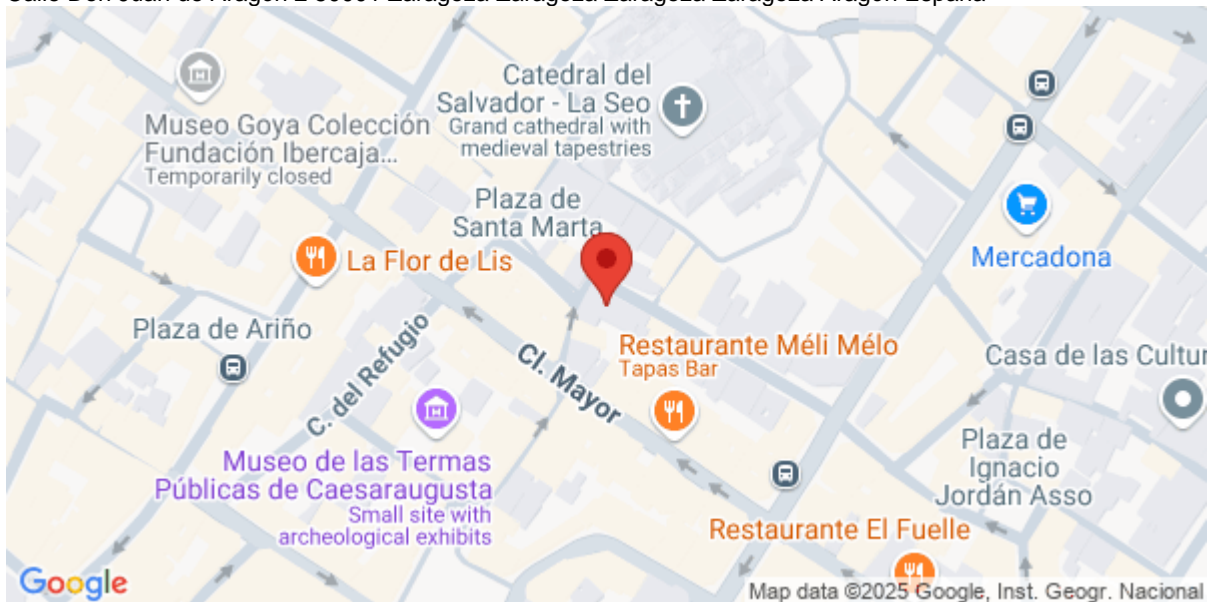 Catedral del
Salvador - La Seo
Grand cathedral with
medieval tapestries
Museo Goya Colección
Fundación Ibercaja...
Temporarily closed
Plaza de
Santa Marta
La Flor de Lis
Mercadona
Plaza de Ariño
C. del Refugio
Cl. Mayor
Restaurante Méli Mélo
Tapas Bar
Casa de las Cultur
Museo de las Termas
Públicas de Caesaraugusta
Small site with
archeological exhibits
Plaza de
Ignacio
Jordán Asso
Restaurante El Fuelle
Google
Map data ©2025 Google, Inst. Geogr. Nacional